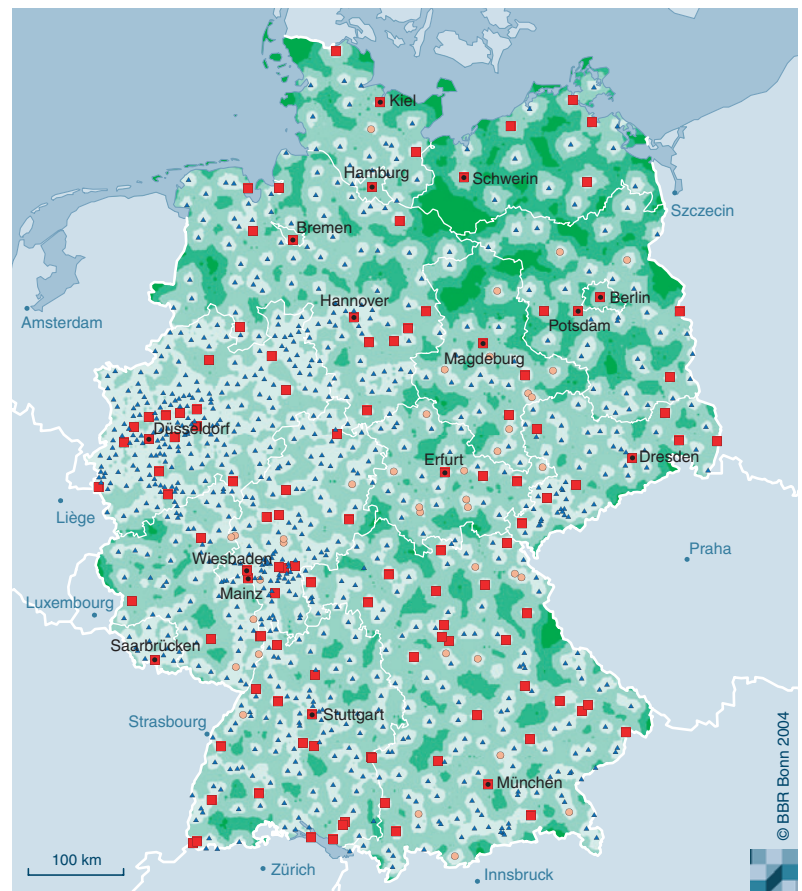 Kiel
Hamburg
Schwerin
Szczecin
Bremen
Hannover
Berlin
Potsdam
Amsterdam
Magdeburg
Düsseldorf
Erfurt
Dresden
Liège
Praha
Wiesbaden
Mainz
Luxembourg
Saarbrücken
Stuttgart
Strasbourg
München
© BBR Bonn 2004
100 km
Zürich
Innsbruck